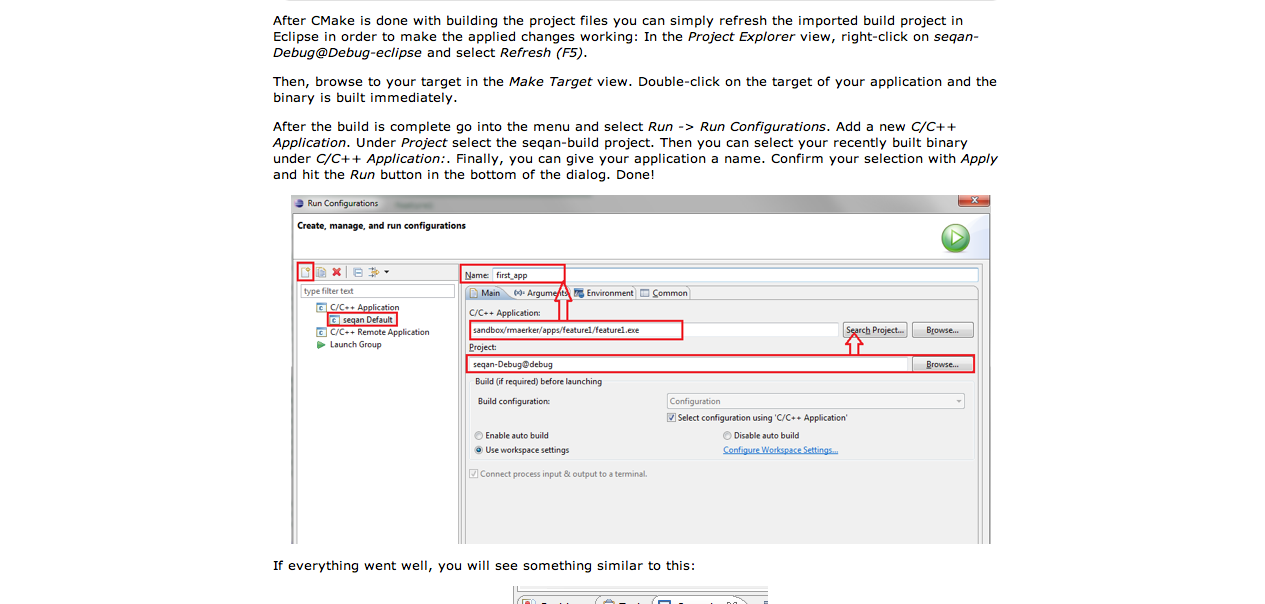 After CMake is done with building the project files you can simply refresh the imported build project in
Eclipse in order to make the applied changes working: In the Project Explorer view, right-click on seqan-
Debug@Debug-eclipse and select Refresh (F5).
Then, browse to your target in the Make Target view. Double-click on the target of your application and the
binary is built immediately.
After the build is complete go into the menu and select Run -> Run Configurations. Add a new C/C++
Application. Under Project select the seqan-build project. Then you can select your recently built binary
under C/C++ Application:. Finally, you can give your application a name. Confirm your selection with Apply
and hit the Run button in the bottom of the dialog. Done!
Run Configurations
Create, manage, and run configurations
Name: first_app
type filter text
Main Arguments Environment Common
C/C++ Application
C/C++ Application:
seqan Default
sandbox/rmaerker/apps/feature1/feature1.exe Search Project... Browse...
C/C++ Remote Application
Launch Group
Project:
seqan-Debug@debug Browse...
Build (if required) before launching
Build configuration: Configuration
Select configuration using 'C/C++ Application'
Enable auto build Disable auto build
Use workspace settings Configure Workspace Settings...
Connect process input & output to a terminal.
If everything went well, you will see something similar to this: